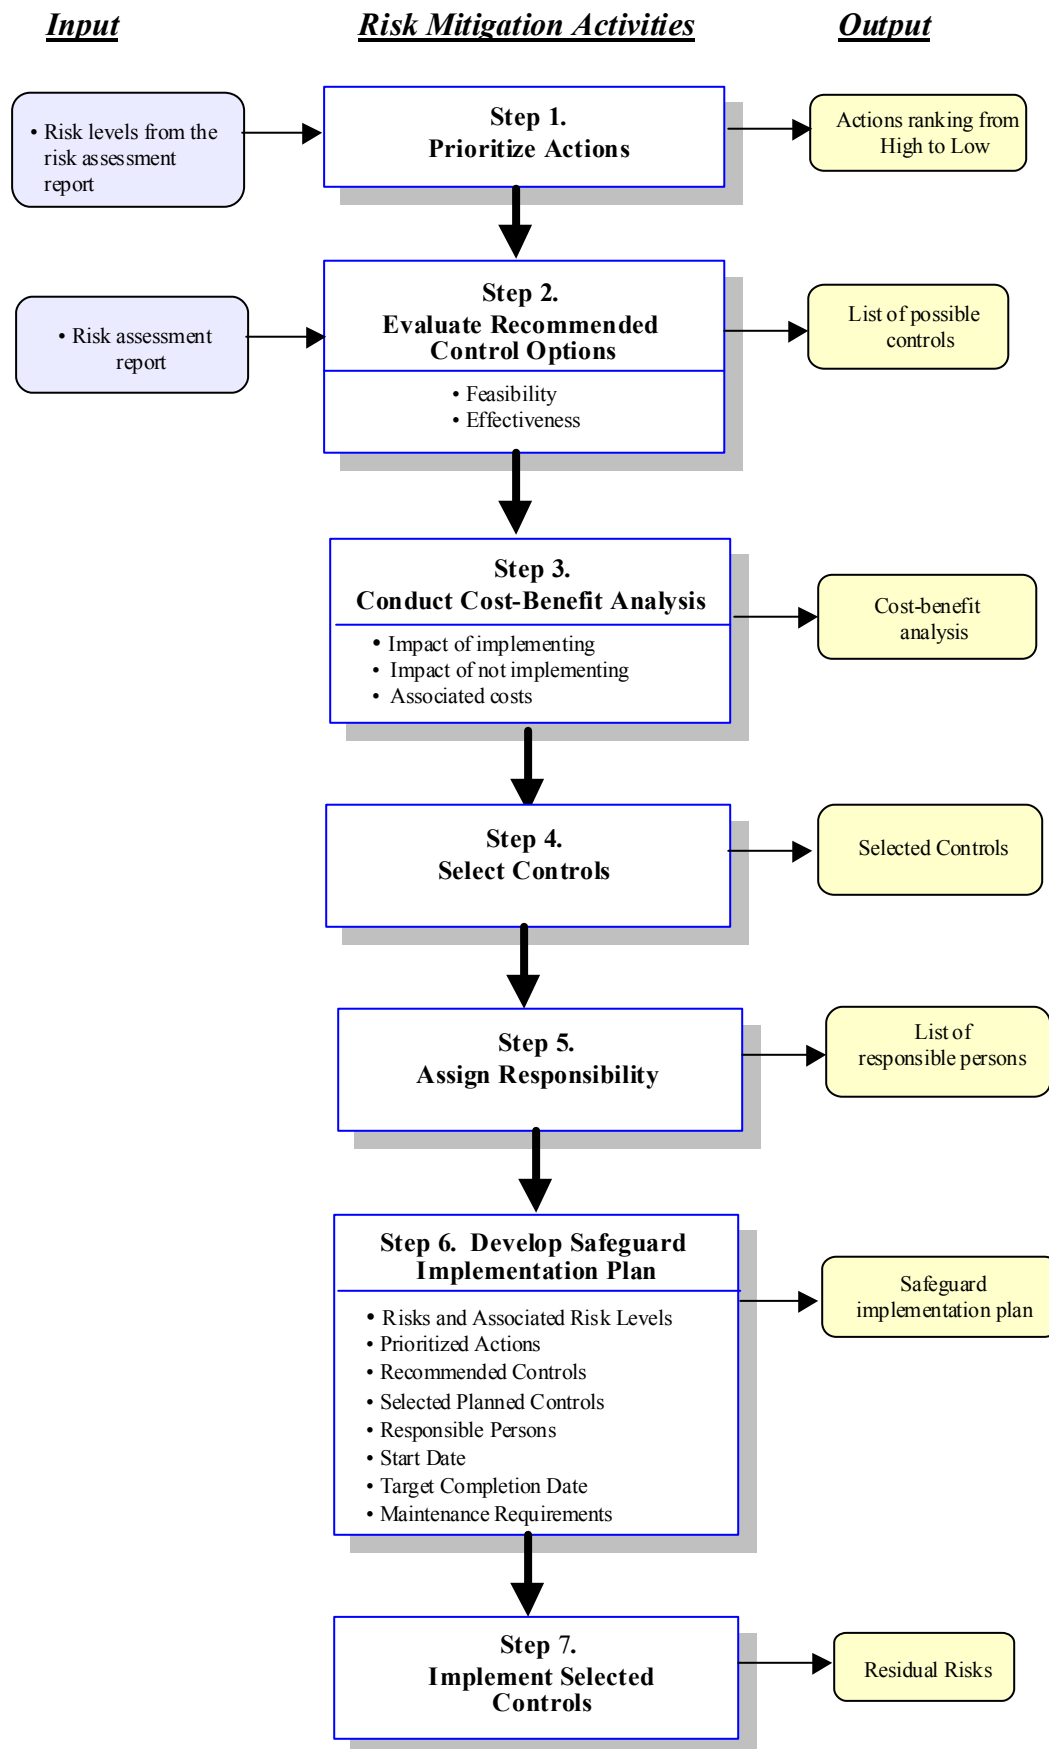 Input
Risk Mitigation Activities
Output
• Risk levels from the
risk assessment
report
Step 1.
Prioritize Actions
Actions ranking from
High to Low
• Risk assessment
report
Step 2.
Evaluate Recommended
Control Options
• Feasibility
• Effectiveness
List of possible
controls
Step 3.
Conduct Cost-Benefit Analysis
• Impact of implementing
• Impact of not implementing
• Associated costs
Cost-benefit
analysis
Step 4.
Select Controls
Selected Controls
Step 5.
Assign Responsibility
List of
responsible persons
Step 6. Develop Safeguard
Implementation Plan
• Risks and Associated Risk Levels
• Prioritized Actions
• Recommended Controls
• Selected Planned Controls
• Responsible Persons
• Start Date
• Target Completion Date
• Maintenance Requirements
Safeguard
implementation plan
Step 7.
Implement Selected
Controls
Residual Risks